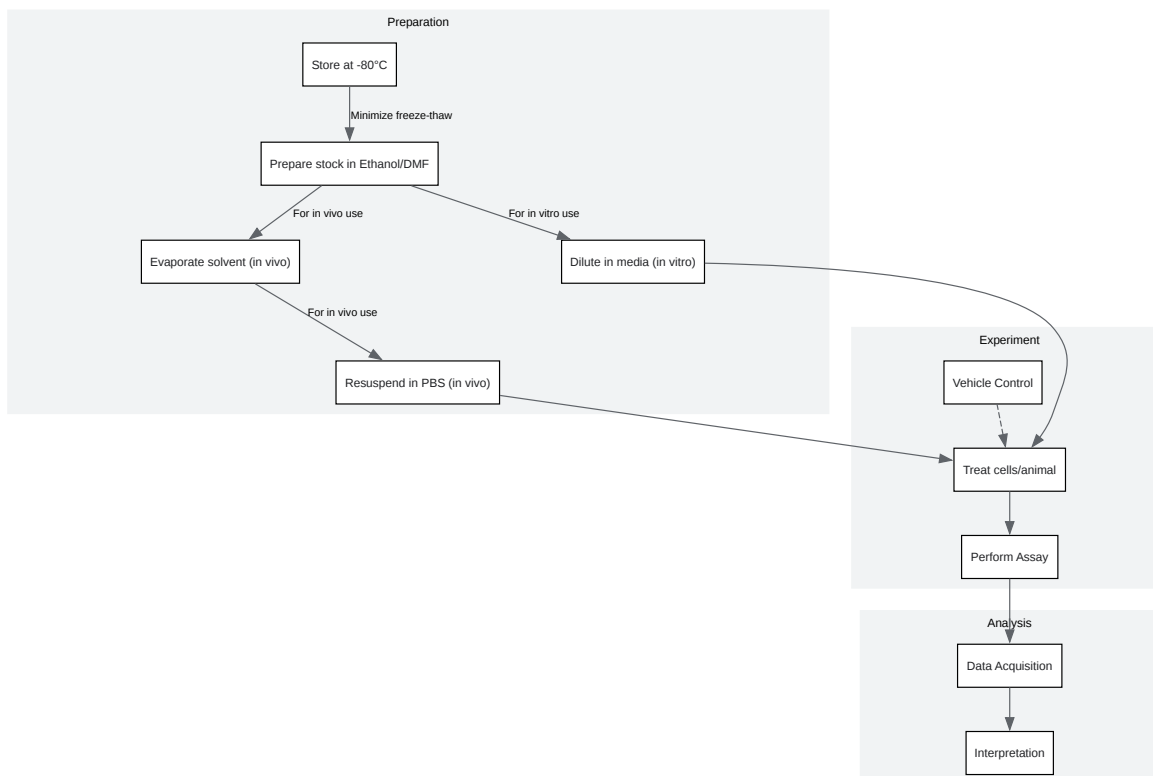 Preparation
Store at -80°C
Minimize freeze-thaw
Prepare stock in Ethanol/DMF
For in vivo use
For in vitro use
Evaporate solvent (in vivo)
Dilute in media (in vitro)
For in vivo use
Resuspend in PBS (in vivo)
Experiment
Vehicle Control
Treat cells/animal
Perform Assay
Analysis
Data Acquisition
Interpretation